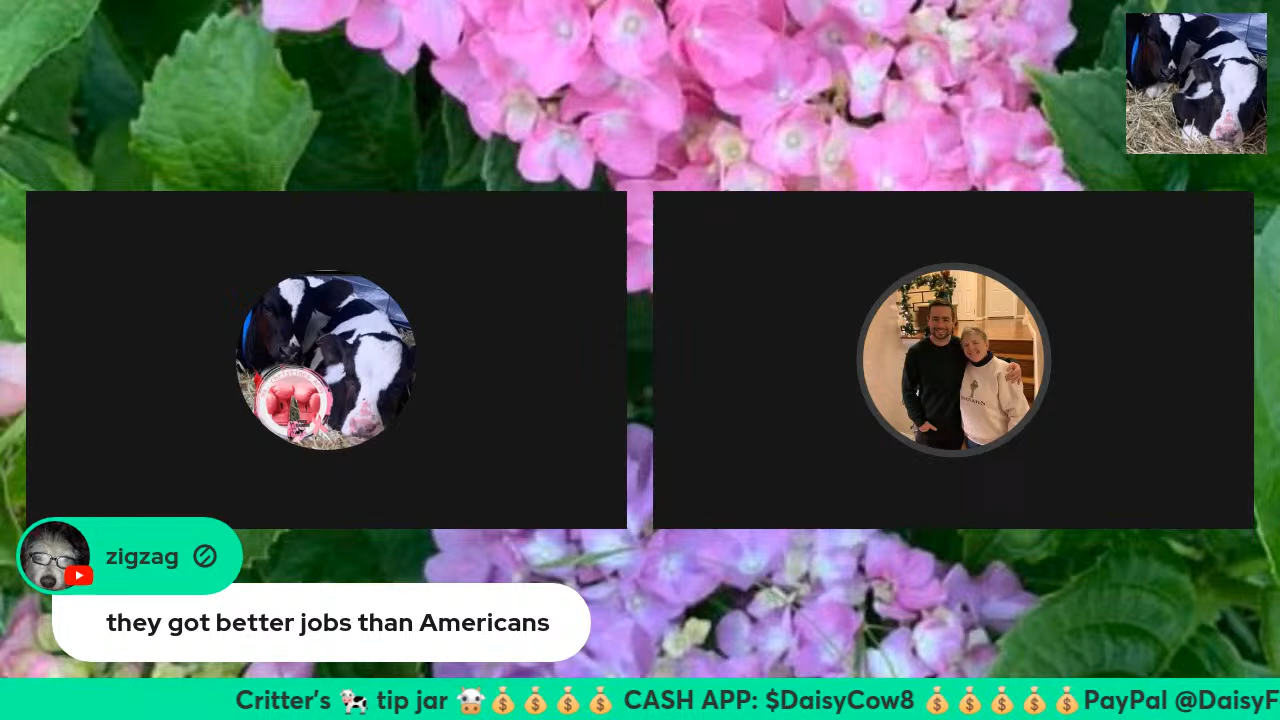 zigzag
they got better jobs than Americans
Critter's 🐄 tip jar 🐮💰💰💰💰 CASH APP: $DaisyCow8 💰💰💰💰💰PayPal @DaisyF